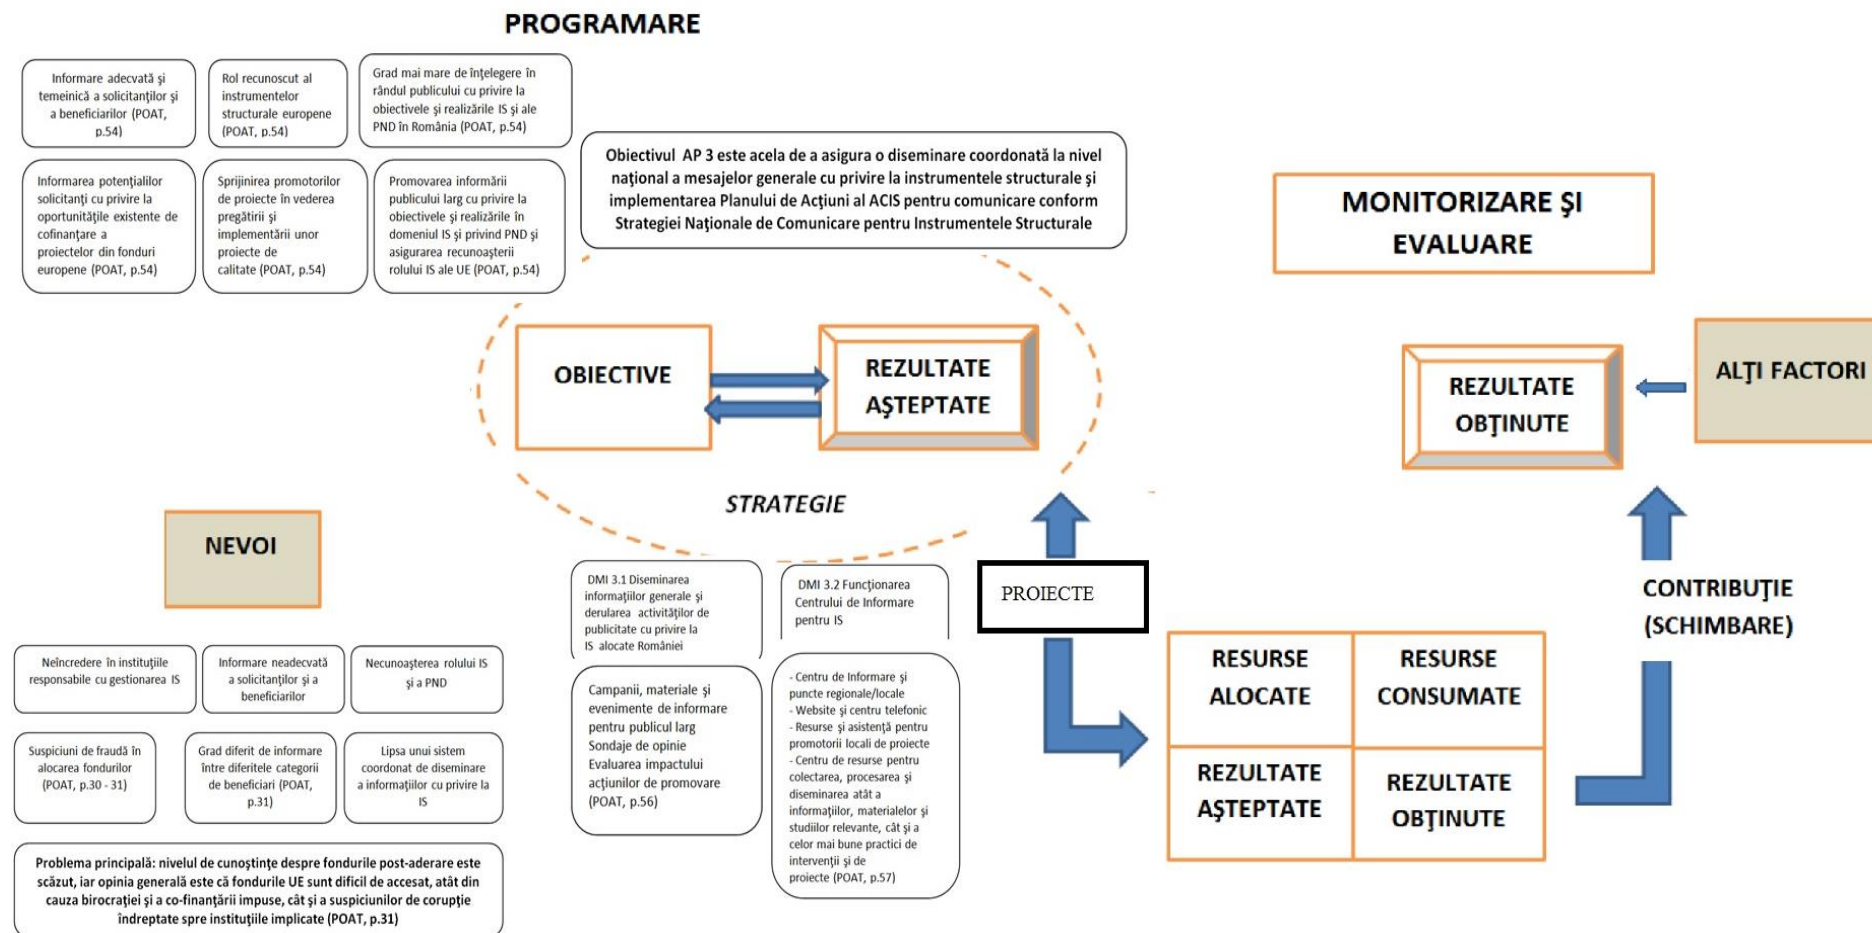 PROGRAMARE
Informare adecvată şi
temeinică a solicitanţilor şi
a beneficiarilor (POAT,
p.54)
Rol recunoscut al
instrumentelor
structurale europene
(POAT, p.54)
Grad mai mare de înţelegere în
rândul publicului cu privire la
obiectivele şi realizările IS şi ale
PND în România (POAT, p.54)
Informarea potenţialilor
solicitanţi cu privire la
oportunităţile existente de
cofinanţare a
proiectelor din fonduri
europene (POAT, p.54)
Sprijinirea promotorilor
de proiecte în vederea
pregătirii şi
implementării unor
proiecte de
calitate (POAT, p.54)
Promovarea informării
publicului larg cu privire la
obiectivele şi realizările în
domeniul IS şi privind PND şi
asigurarea recunoaşterii
rolului IS ale UE (POAT, p.54)
Obiectivul AP 3 este acela de a asigura o diseminare coordonată la nivel
naţional a mesajelor generale cu privire la instrumentele structurale şi
implementarea Planului de Acţiuni al ACIS pentru comunicare conform
Strategiei Naţionale de Comunicare pentru Instrumentele Structurale
MONITORIZARE ŞI
EVALUARE
OBIECTIVE
REZULTATE
AŞTEPTATE
STRATEGIE
REZULTATE
OBŢINUTE
ALŢI FACTORI
NEVOI
Neîncredere în instituţiile
responsabile cu gestionarea IS
Informare neadecvată
a solicitanţilor şi a
beneficiarilor
Necunoaşterea rolului IS
şi a PND
Suspiciuni de fraudă în
alocarea fondurilor
(POAT, p.30 - 31)
Grad diferit de informare
între diferitele categorii
de beneficiari (POAT,
p.31)
Lipsa unui sistem
coordonat de diseminare
a informaţiilor cu privire la
IS
Problema principală: nivelul de cunoştinţe despre fondurile post-aderare este
scăzut, iar opinia generală este că fondurile UE sunt dificil de accesat, atât din
cauza birocraţiei şi a co-finanţării impuse, cât şi a suspiciunilor de corupţie
îndreptate spre instituţiile implicate (POAT, p.31)
DMI 3.1 Diseminarea
informaţiilor generale şi
derularea activităţilor de
publicitate cu privire la
IS alocate României
DMI 3.2 Funcţionarea
Centrului de Informare
pentru IS
Campanii, materiale şi
evenimente de informare
pentru publicul larg
Sondaje de opinie
Evaluarea impactului
acţiunilor de promovare
(POAT, p.56)
- Centru de Informare şi
puncte regionale/locale
- Website şi centru telefonic
- Resurse şi asistenţă pentru
promotorii locali de proiecte
- Centru de resurse pentru
colectarea, procesarea şi
diseminarea atât a
informaţiilor, materialelor şi
studiilor relevante, cât şi a
celor mai bune practici de
intervenţii şi de
proiecte (POAT, p.57)
PROIECTE
RESURSE
ALOCATE
RESURSE
CONSUMATE
REZULTATE
AŞTEPTATE
REZULTATE
OBŢINUTE
CONTRIBUŢIE
(SCHIMBARE)